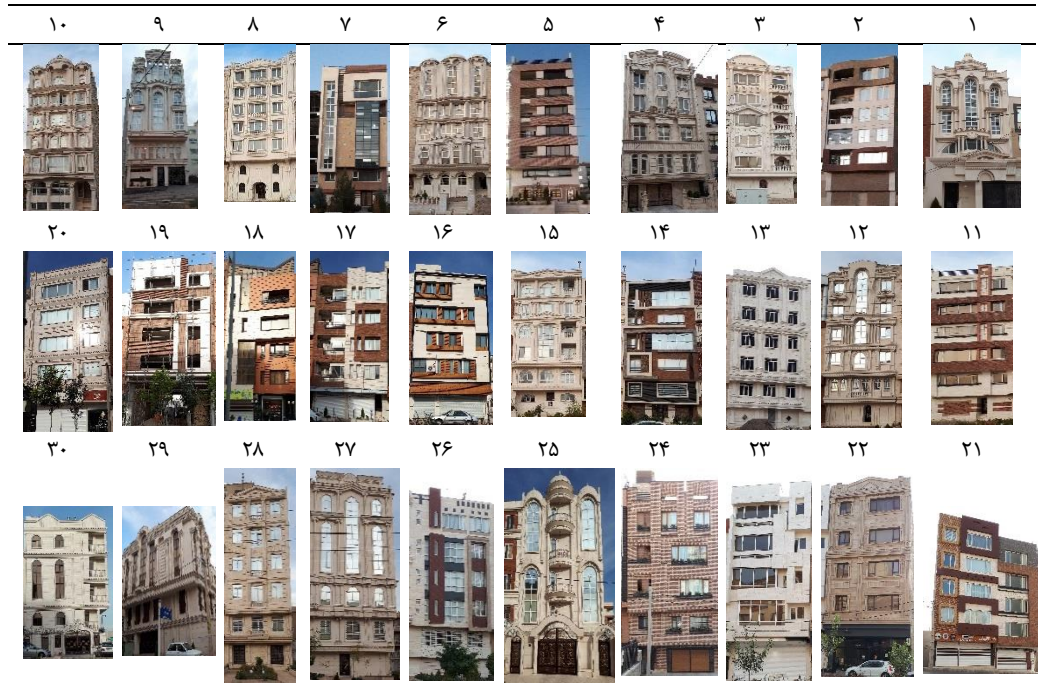 ۱ ۲ ۳ ۴ ۵ ۶ ۷ ۸ ۹ ۱۰
۱۱ ۱۲ ۱۳ ۱۴ ۱۵ ۱۶ ۱۷ ۱۸ ۱۹ ۲۰
۲۱ ۲۲ ۲۳ ۲۴ ۲۵ ۲۶ ۲۷ ۲۸ ۲۹ ۳۰